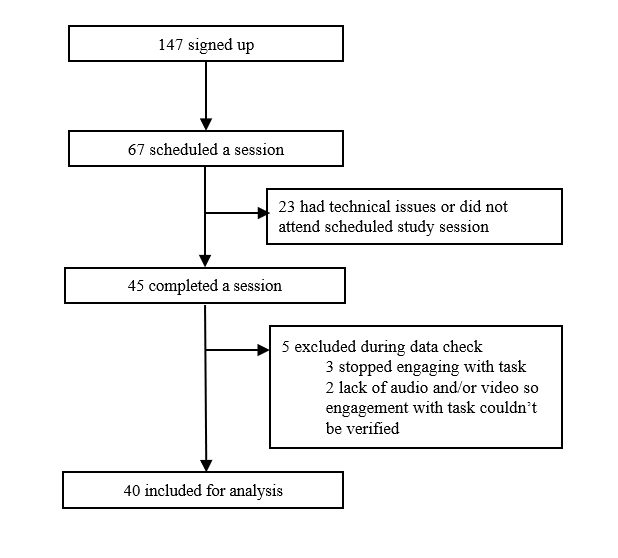 147 signed up
67 scheduled a session
23 had technical issues or did not
attend scheduled study session
45 completed a session
5 excluded during data check
3 stopped engaging with task
2 lack of audio and/or video so
engagement with task couldn’t
be verified
40 included for analysis